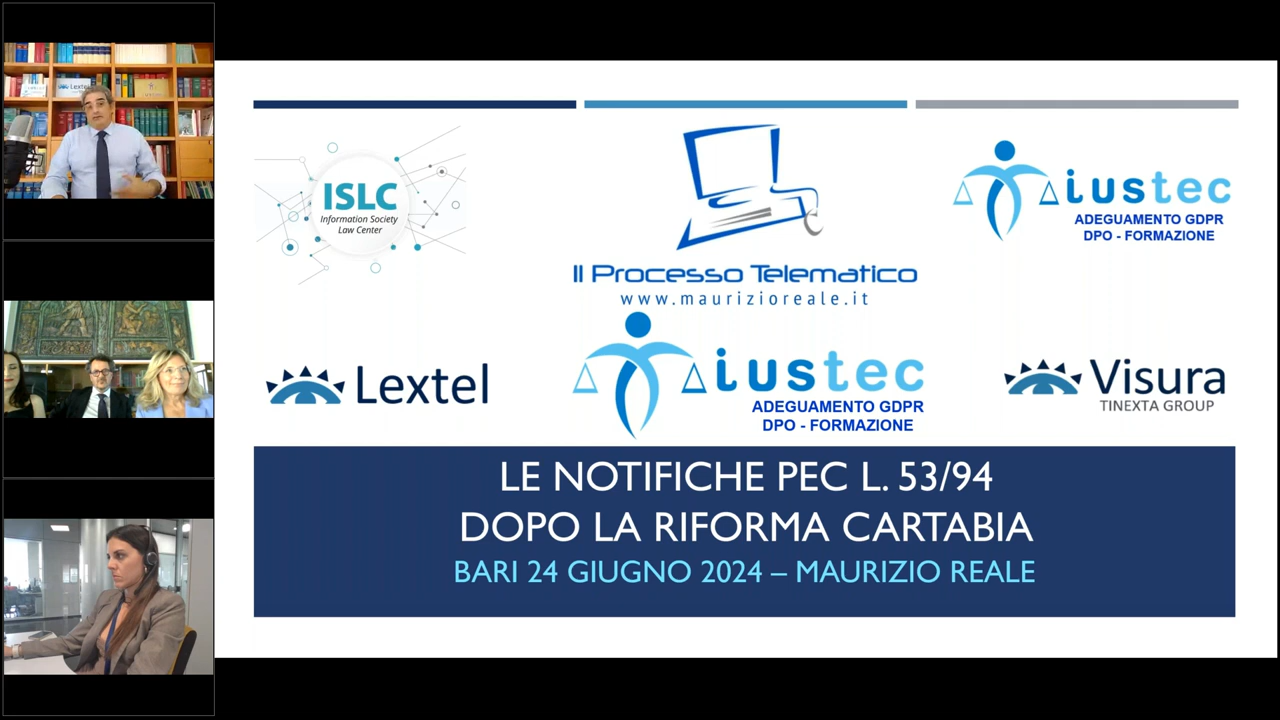 Lextel
ISLC
Information Society
Law Center
Il Processo Telematico
www.maurizioreale.it
iustec
ADEGUAMENTO GDPR
DPO - FORMAZIONE
Lextel
iustec
ADEGUAMENTO GDPR
DPO - FORMAZIONE
Visura
TINEXTA GROUP
LE NOTIFICHE PEC L. 53/94
DOPO LA RIFORMA CARTABIA
BARI 24 GIUGNO 2024 – MAURIZIO REALE